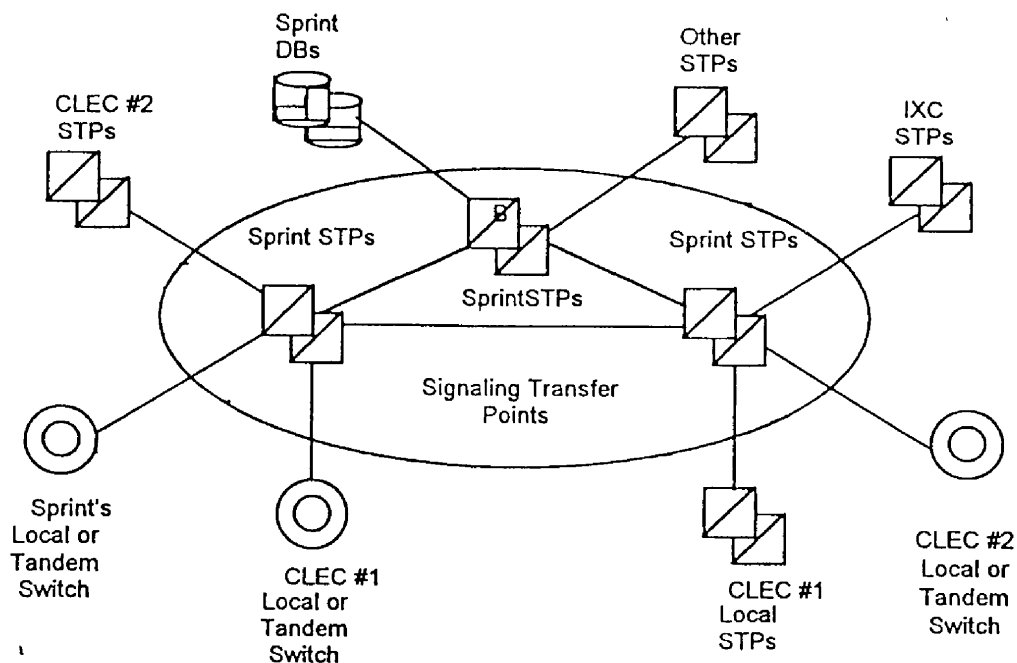 Sprint
DBs
Other
STPs
CLEC #2
STPs
IXC
STPs
B
Sprint STPs
Sprint STPs
SprintSTPs
Signaling Transfer
Points
Sprint's
Local or
Tandem
Switch
CLEC #1
Local or
Tandem
Switch
CLEC #1
Local
STPs
CLEC #2
Local or
Tandem
Switch